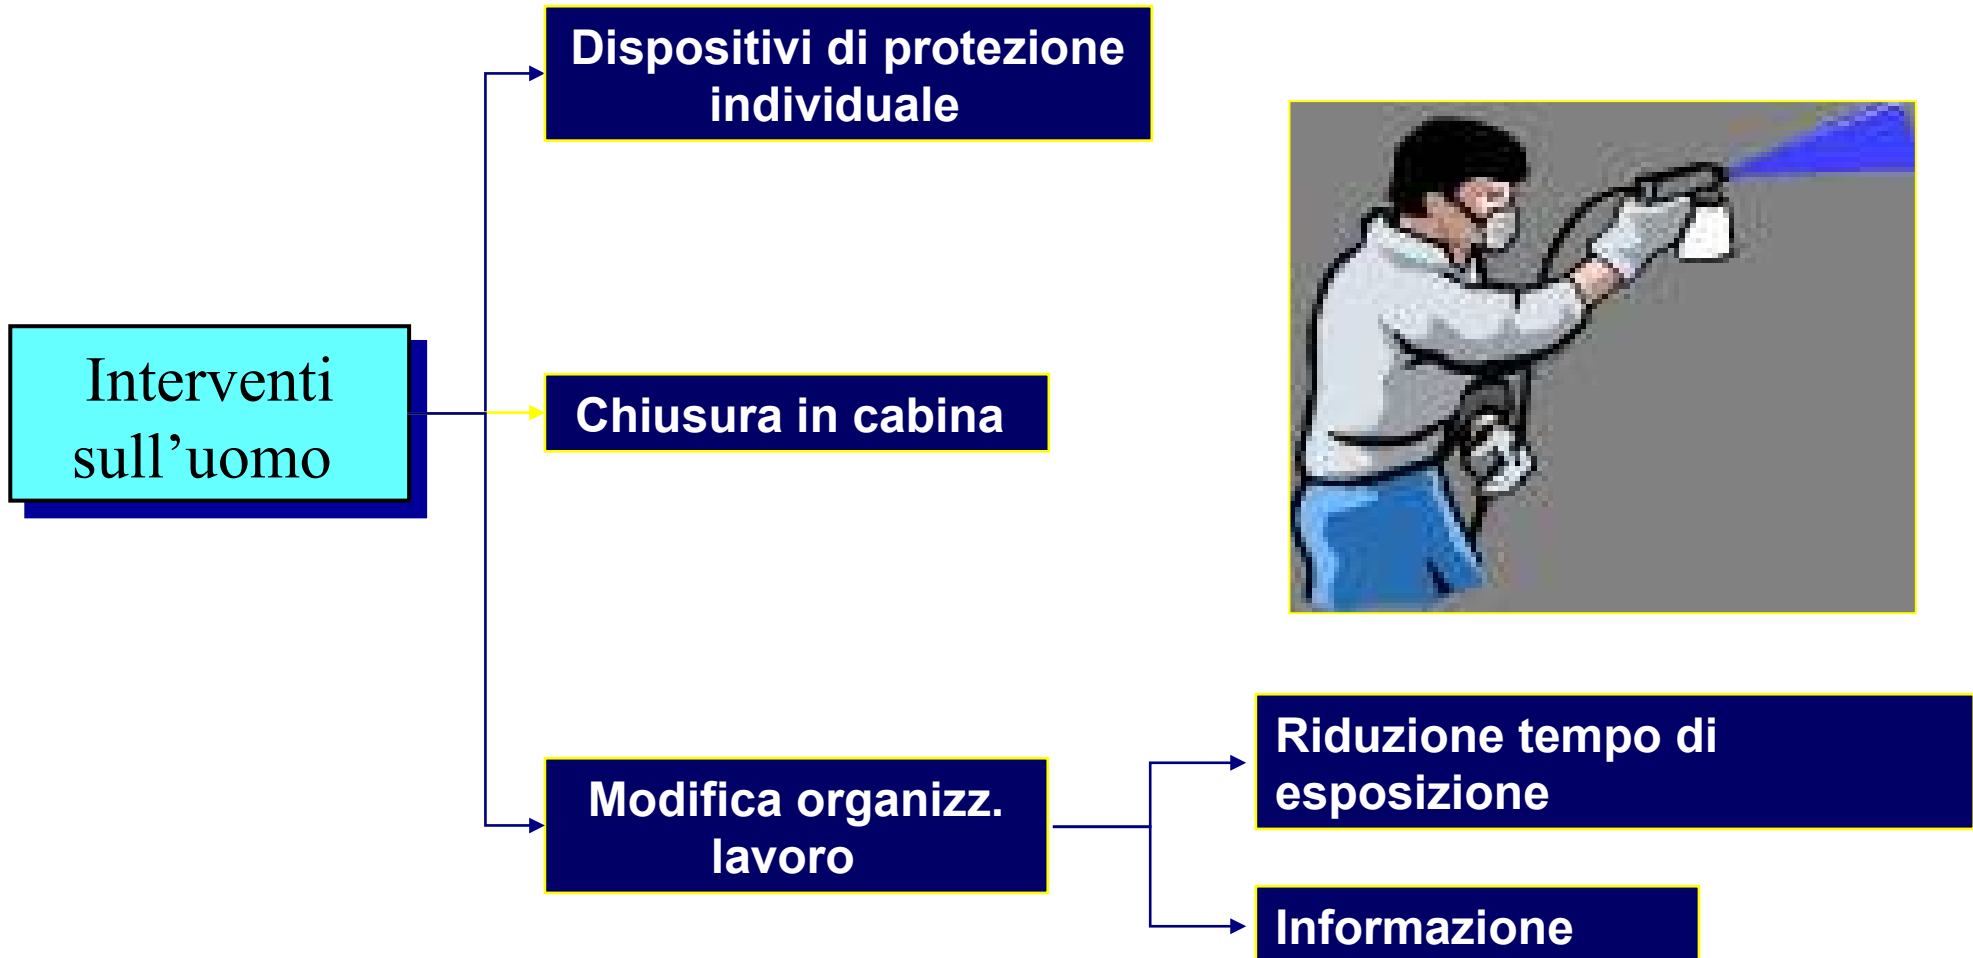 Dispositivi di protezione
individuale
Interventi
sull’uomo
Chiusura in cabina
Modifica organizz.
lavoro
Riduzione tempo di
esposizione
Informazione